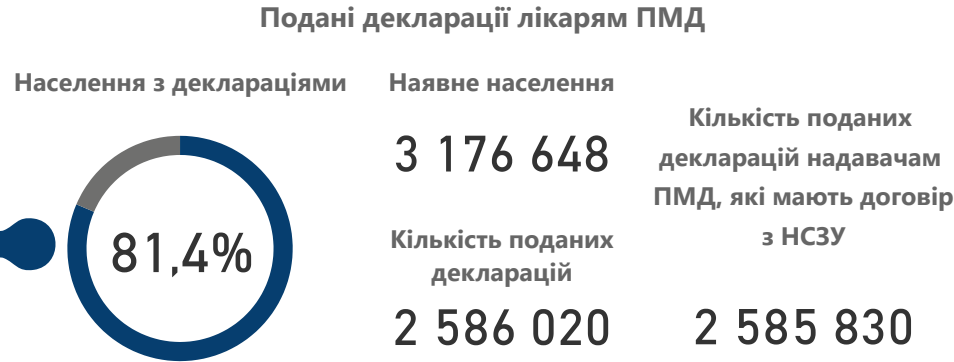 Подані декларації лікарям ПМД
Населення з деклараціями
81,4%
Наявне населення
3 176 648
Кількість поданих
декларацій
2 586 020
Кількість поданих
декларацій надавачам
ПМД, які мають договір
з НСЗУ
2 585 830